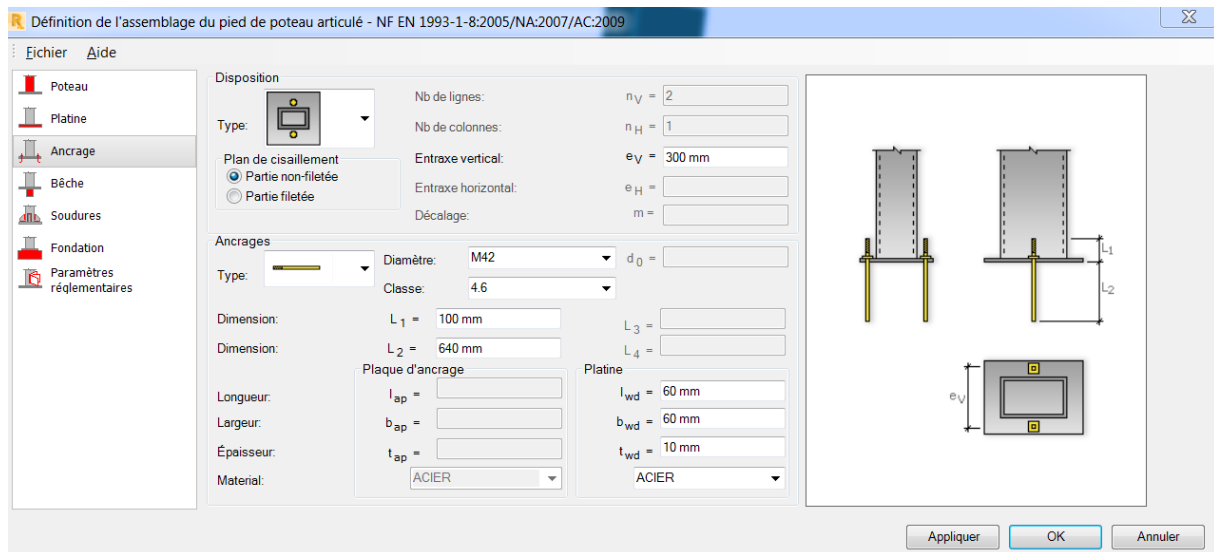 Définition de l'assemblage du pied de poteau articulé - NF EN 1993-1-8:2005/NA:2007/AC:2009
Fichier Aide
Poteau
Platine
Ancrage
Bêche
Soudures
Fondation
Paramètres
réglementaires
Disposition
Type:
Nb de lignes: nV = 2
Nb de colonnes: nH = 1
Plan de cisaillement
Partie non-filetée
Partie filetée
Entraxe vertical: eV = 300 mm
Entraxe horizontal: eH =
Décalage: m =
Ancrages
Type:
Diamètre: M42 d0 =
Classe: 4.6
Dimension: L1 = 100 mm L3 =
Dimension: L2 = 640 mm L4 =
Plaque d'ancrage Platine
Longueur: lap = lwd = 60 mm
Largeur: bap = bwd = 60 mm
Épaisseur: tap = twd = 10 mm
Material: ACIER ACIER
L1
L2
eV
Appliquer OK Annuler